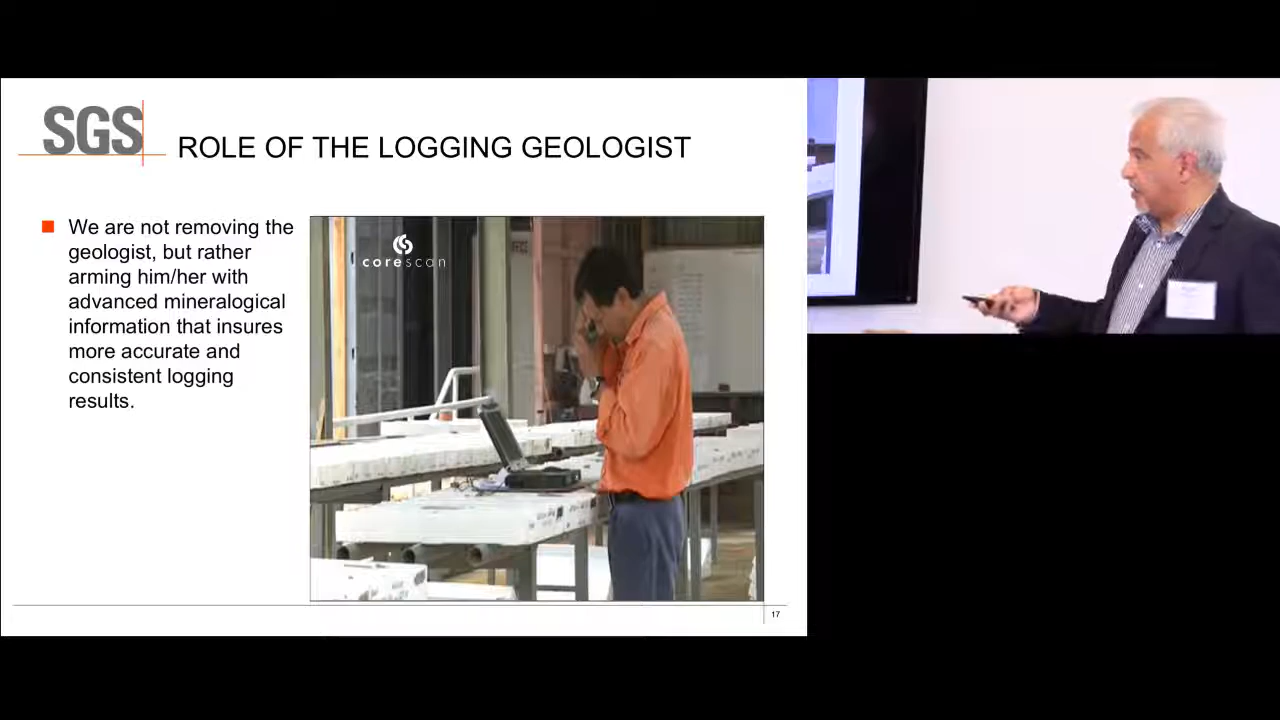 SGS
ROLE OF THE LOGGING GEOLOGIST
We are not removing the
geologist, but rather
arming him/her with
advanced mineralogical
information that insures
more accurate and
consistent logging
results.
corescan
17